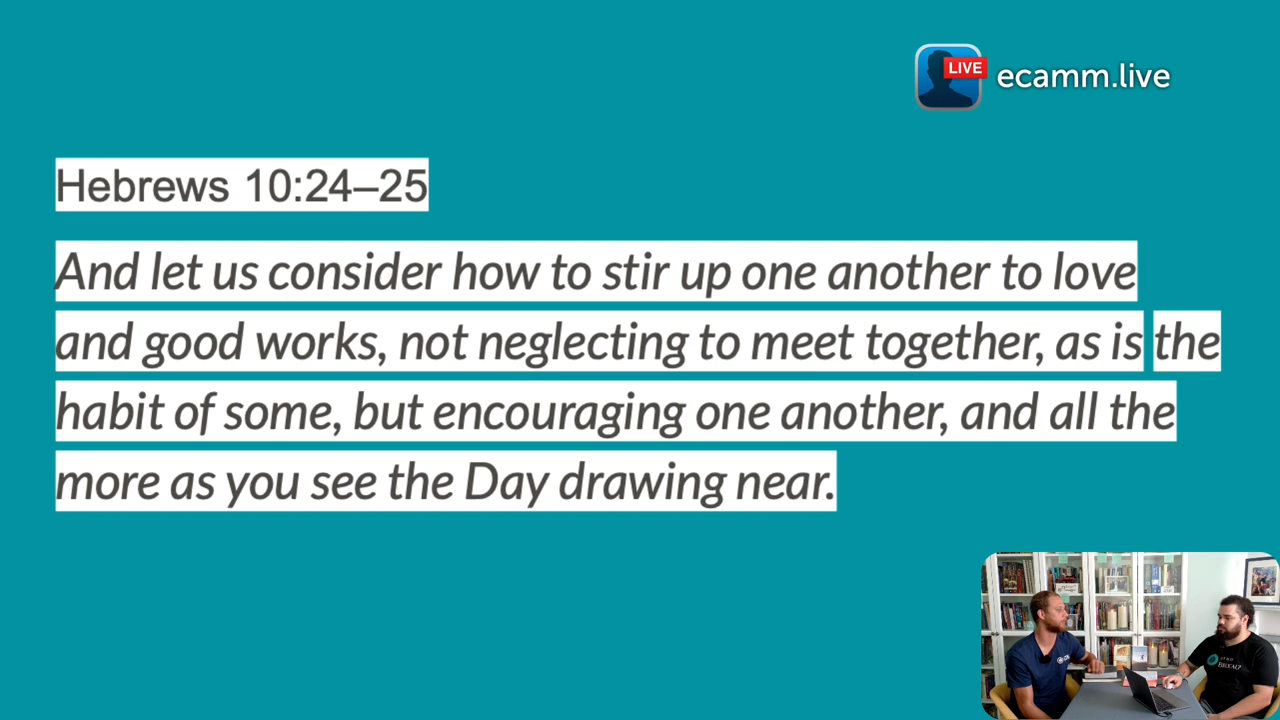 LIVE
ecamm.live
Hebrews 10:24–25
And let us consider how to stir up one another to love
and good works, not neglecting to meet together, as is the
habit of some, but encouraging one another, and all the
more as you see the Day drawing near.